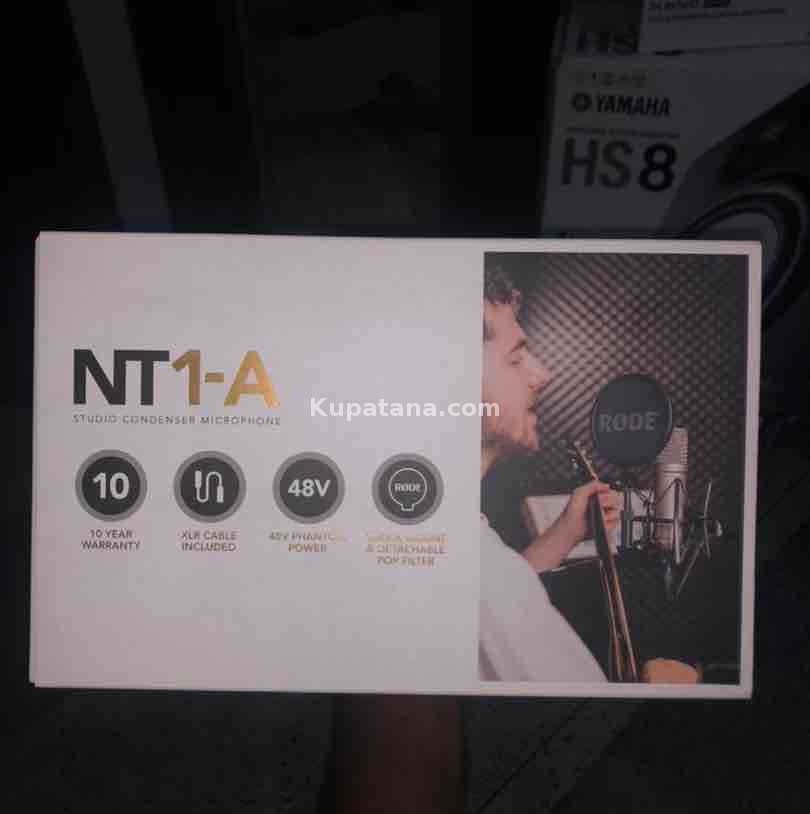 HS
YAMAHA
HS8
NT1-A
STUDIO CONDENSER MICROPHONE
Kupatana.com
RØDE
10
48V
RØDE
10 YEAR
WARRANTY
XLR CABLE
INCLUDED
48V PHANTOM
POWER
SHOCK MOUNT
& DETACHABLE
POP FILTER